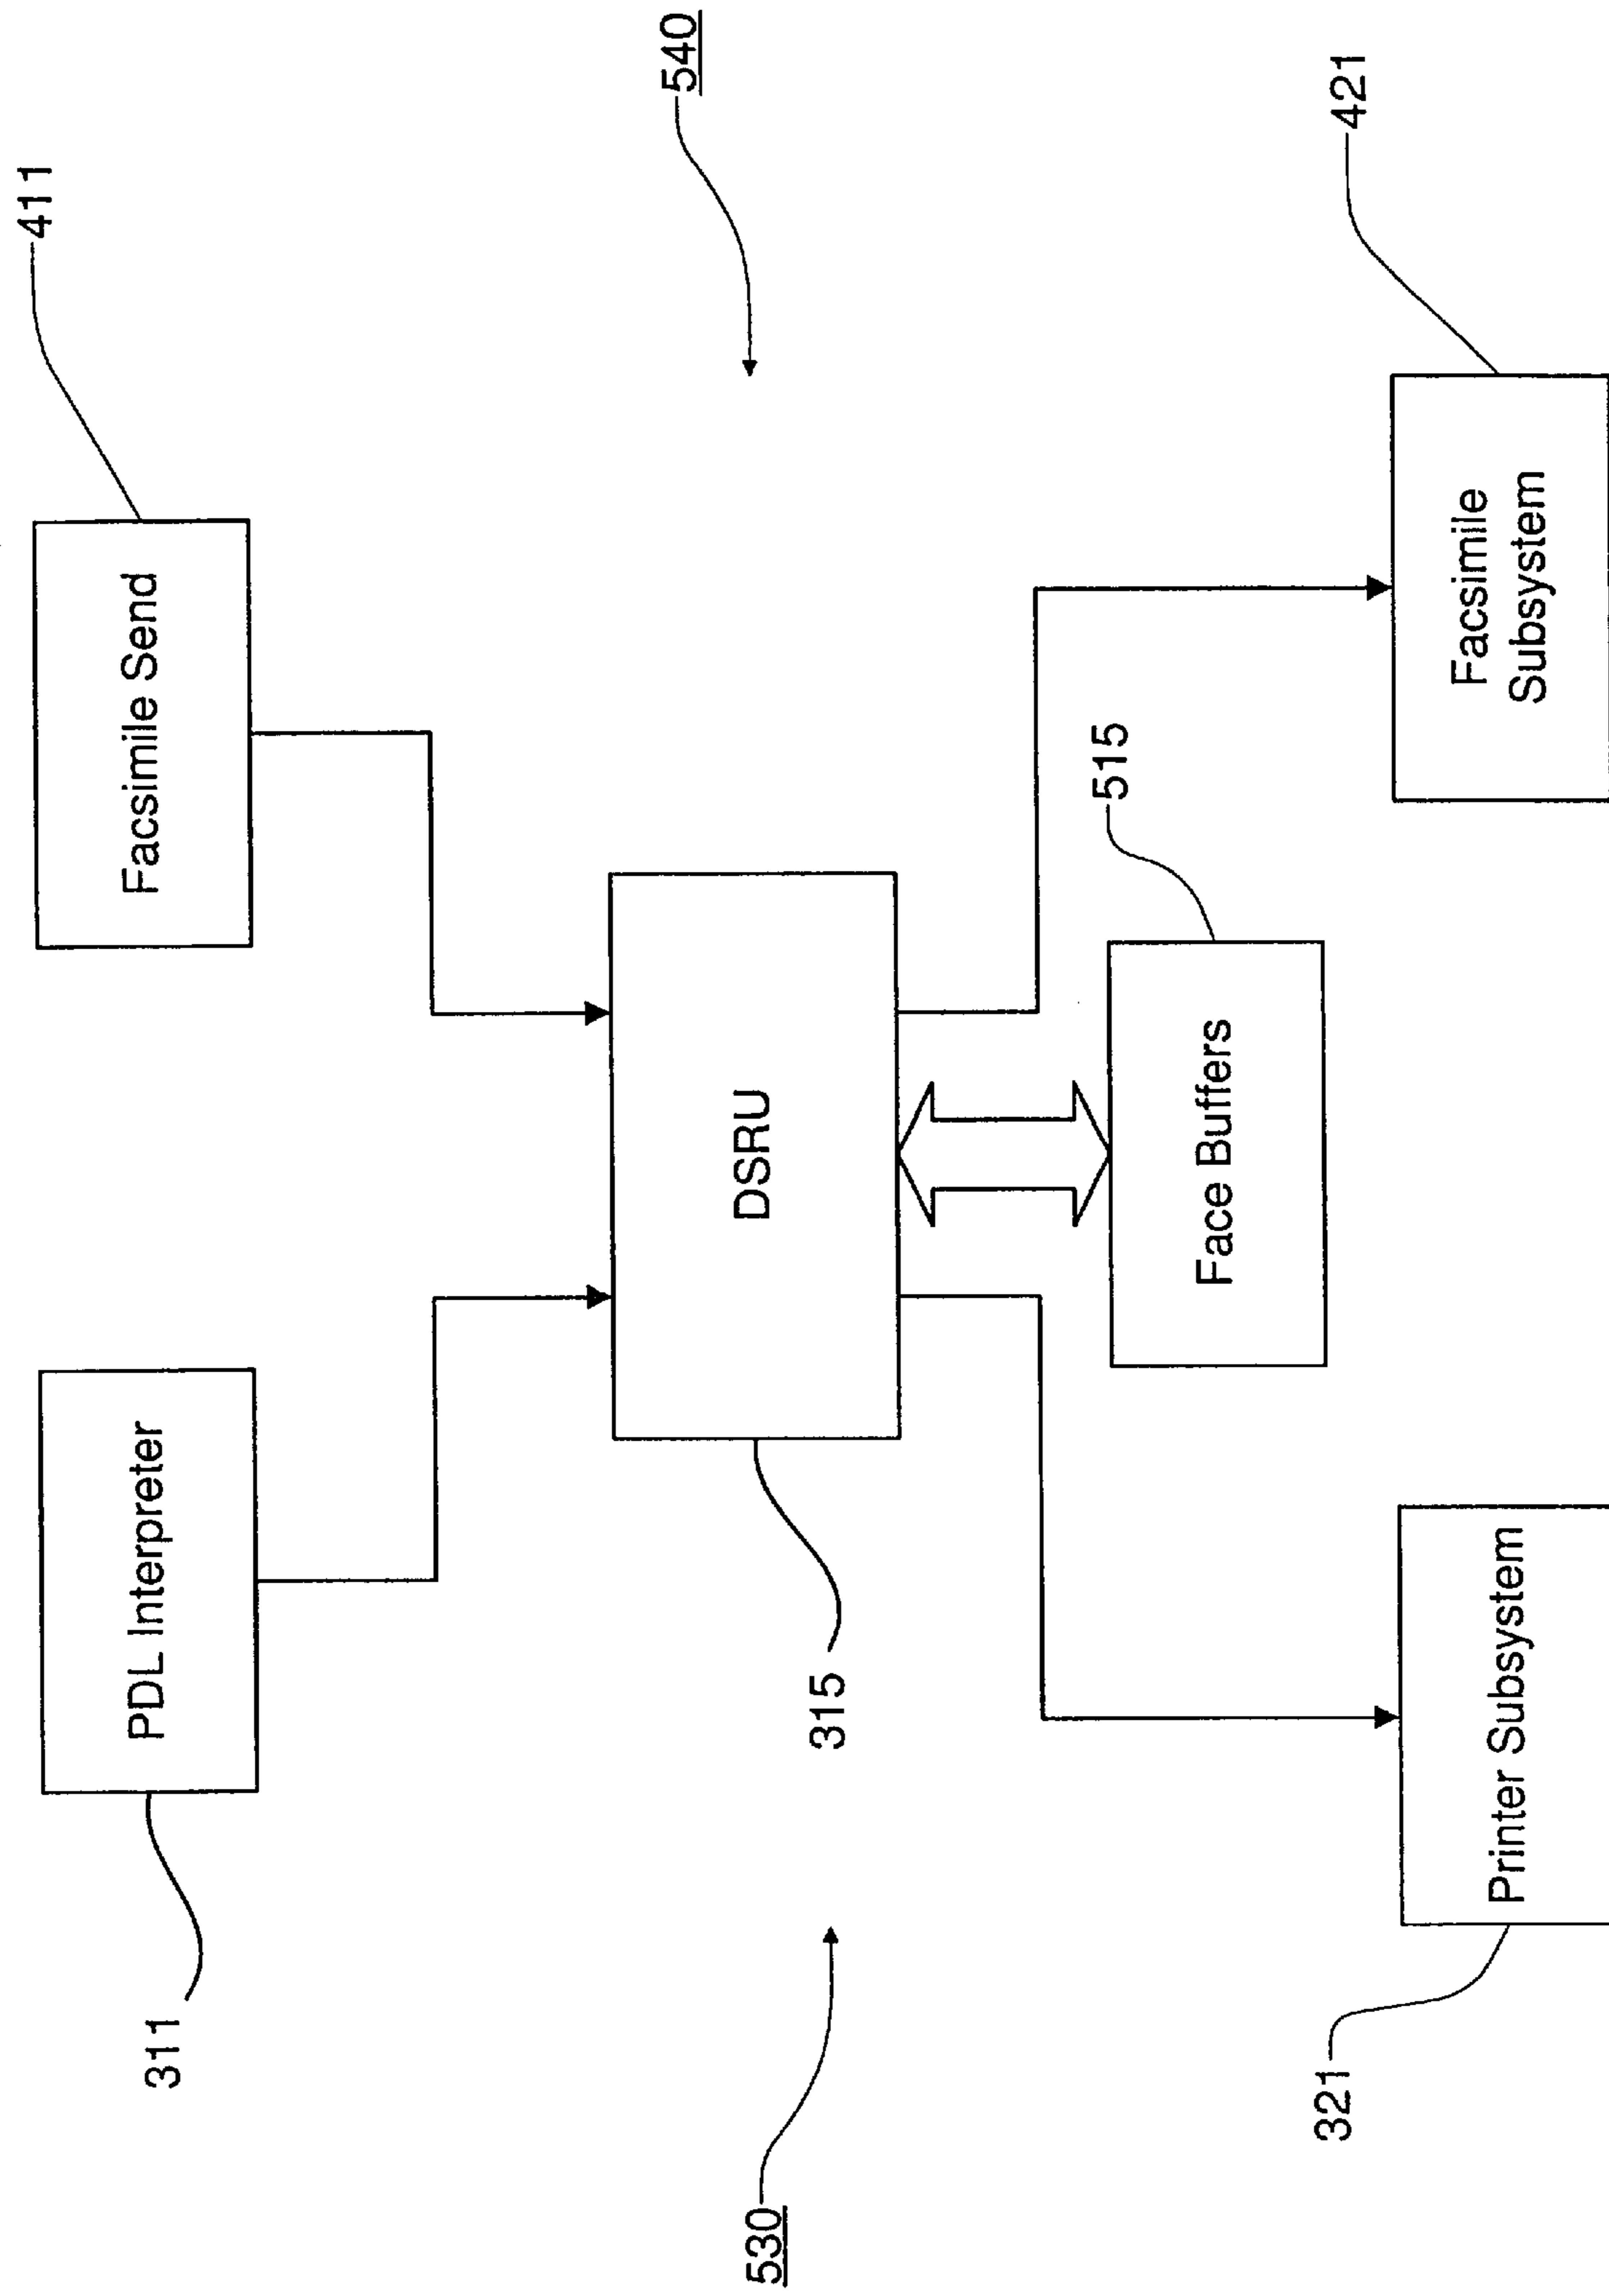 311
PDL Interpreter
Facsimile Send
411
530
315
DSRU
540
Face Buffers
515
321
Printer Subsystem
Facsimile
Subsystem
421